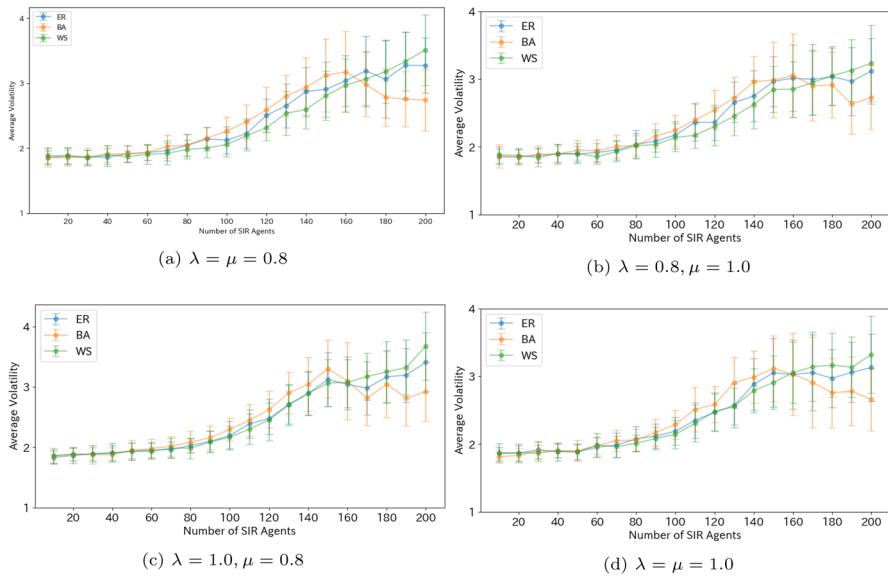 4
3
2
1
Average Volatility
ER
BA
WS
20 40 60 80 100 120 140 160 180 200
Number of SIR Agents
(a) λ = μ = 0.8
4
3
2
1
Average Volatility
ER
BA
WS
20 40 60 80 100 120 140 160 180 200
Number of SIR Agents
(b) λ = 0.8, μ = 1.0
4
3
2
1
Average Volatility
ER
BA
WS
20 40 60 80 100 120 140 160 180 200
Number of SIR Agents
(c) λ = 1.0, μ = 0.8
4
3
2
1
Average Volatility
ER
BA
WS
20 40 60 80 100 120 140 160 180 200
Number of SIR Agents
(d) λ = μ = 1.0